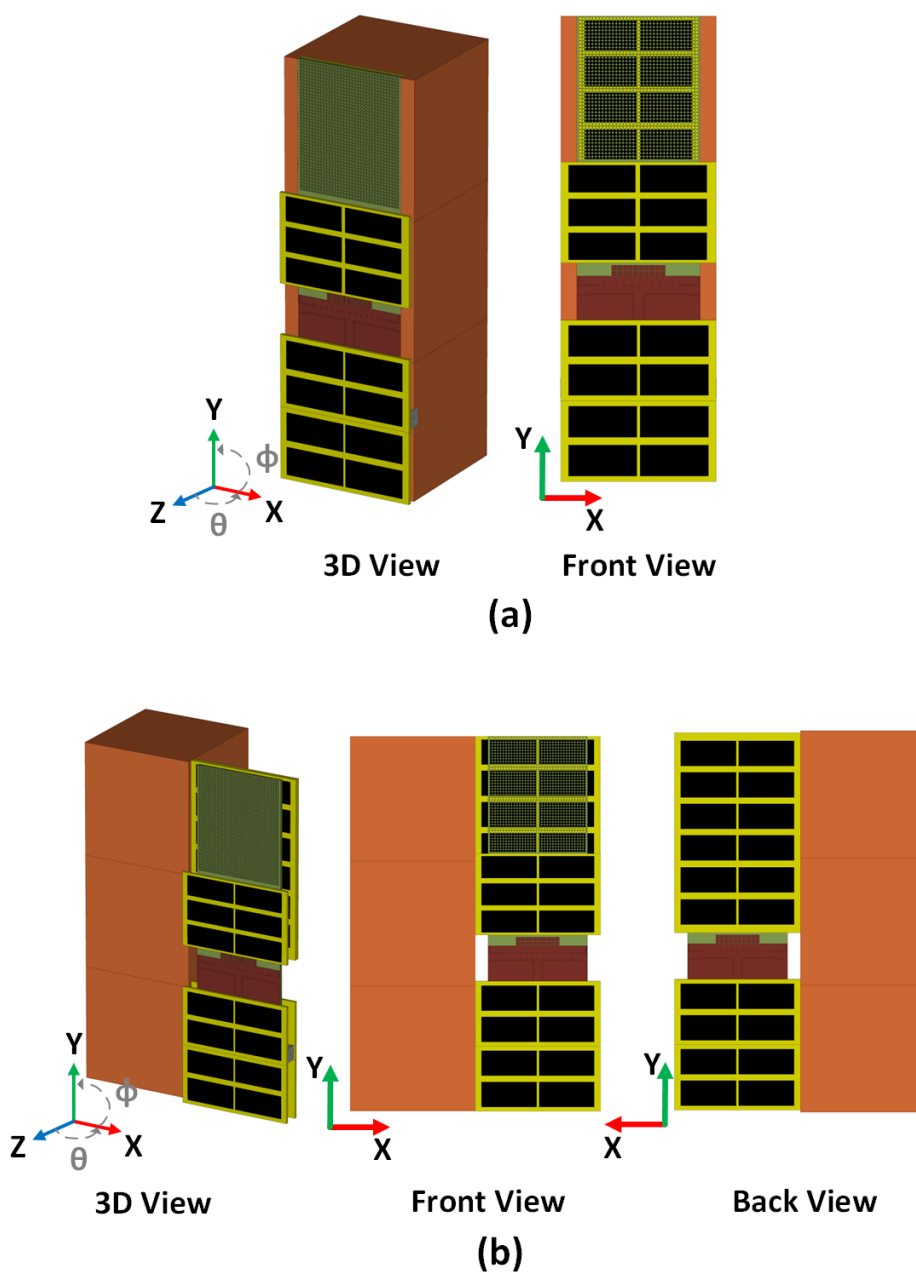 Y
ϕ
Z
θ
X
Y
X
3D View
Front View
(a)
Y
ϕ
Z
θ
X
Y
X
Y
X
3D View
Front View
Back View
(b)